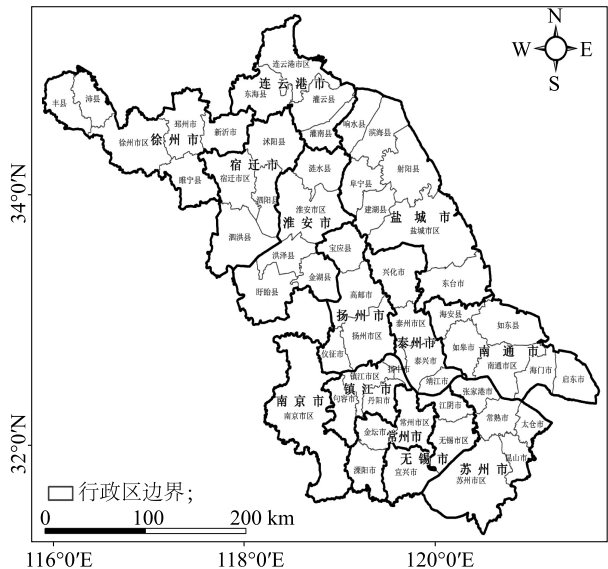 N
W E
S
连云港市区
连云港市
东海县
灌云县
丰县
沛县
邳州市
徐州市区
徐州市
新沂市
沭阳县
灌南县
响水县
滨海县
睢宁县
宿迁市
宿迁市区
涟水县
射阳县
阜宁县
泗阳县
淮安市区
淮安市
建湖县
盐城市
盐城市区
泗洪县
洪泽县
宝应县
盱眙县
金湖县
兴化市
高邮市
东台市
扬州市
扬州市区
泰州市区
泰州市
海安县
如东县
如皋市
南通市
南通市区
仪征市
泰兴市
海门市
启东市
镇江市区
扬中市
镇江市
靖江市
南京市
南京市区
句容市
丹阳市
张家港市
江阴市
常熟市
太仓市
金坛市
常州市区
常州市
无锡市区
昆山市
溧阳市
无锡市
宜兴市
苏州市
苏州市区
34°0′N
32°0′N
行政区边界;
0 100 200 km
116°0′E 118°0′E 120°0′E